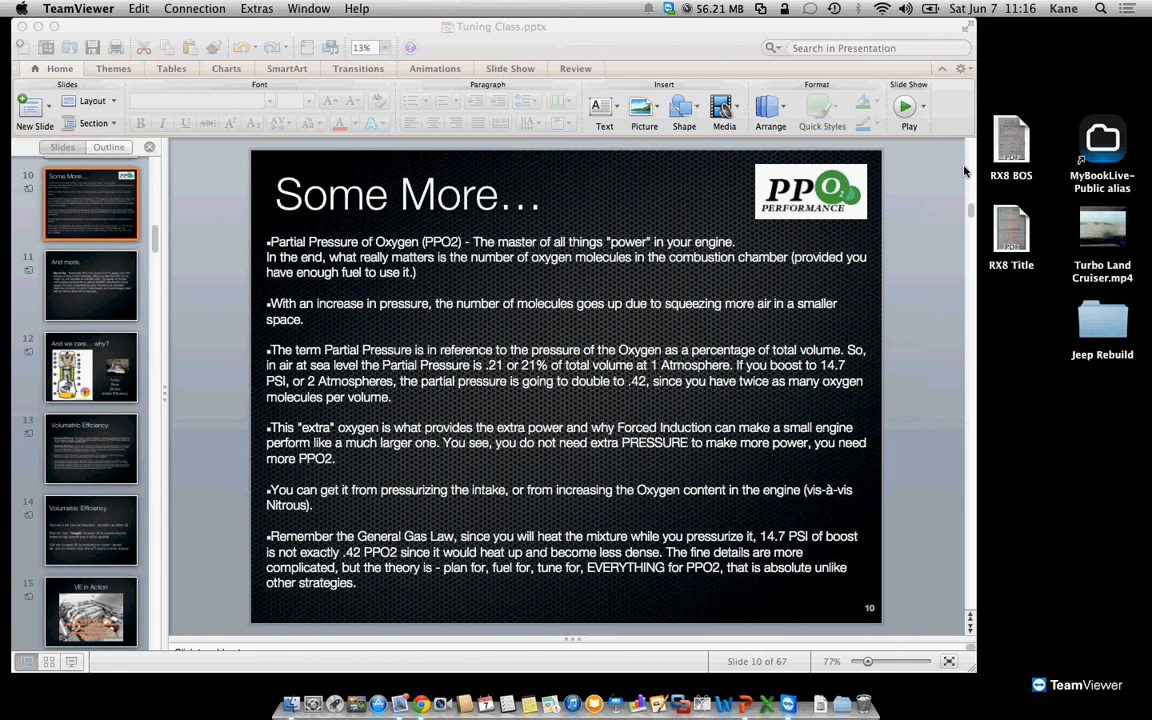 TeamViewer Edit Connection Extras Window Help 56.21 MB Sat Jun 7 11:16 Kane
Tuning Class.pptx
13% Search in Presentation
Home Themes Tables Charts SmartArt Transitions Animations Slide Show Review
Slides Font Paragraph Insert Format Slide Show
New Slide Layout Section B I U ABC A² A₂ A A Text Picture Shape Media Arrange Quick Styles Play
Slides Outline
10
Some More...
11
And more.
12
And we care... why?
13
Volumetric Efficiency
14
Volumetric Efficiency
15
VE in Action
Some More…
PPO2
PERFORMANCE
▪Partial Pressure of Oxygen (PPO2) - The master of all things "power" in your engine.
In the end, what really matters is the number of oxygen molecules in the combustion chamber (provided you
have enough fuel to use it.)
▪With an increase in pressure, the number of molecules goes up due to squeezing more air in a smaller
space.
▪The term Partial Pressure is in reference to the pressure of the Oxygen as a percentage of total volume. So,
in air at sea level the Partial Pressure is .21 or 21% of total volume at 1 Atmosphere. If you boost to 14.7
PSI, or 2 Atmospheres, the partial pressure is going to double to .42, since you have twice as many oxygen
molecules per volume.
▪This "extra" oxygen is what provides the extra power and why Forced Induction can make a small engine
perform like a much larger one. You see, you do not need extra PRESSURE to make more power, you need
more PPO2.
▪You can get it from pressurizing the intake, or from increasing the Oxygen content in the engine (vis-à-vis
Nitrous).
▪Remember the General Gas Law, since you will heat the mixture while you pressurize it, 14.7 PSI of boost
is not exactly .42 PPO2 since it would heat up and become less dense. The fine details are more
complicated, but the theory is - plan for, fuel for, tune for, EVERYTHING for PPO2, that is absolute unlike
other strategies.
10
Slide 10 of 67 77%
PDF
RX8 BOS
MyBookLive-
Public alias
PDF
RX8 Title
Turbo Land
Cruiser.mp4
Jeep Rebuild
TeamViewer